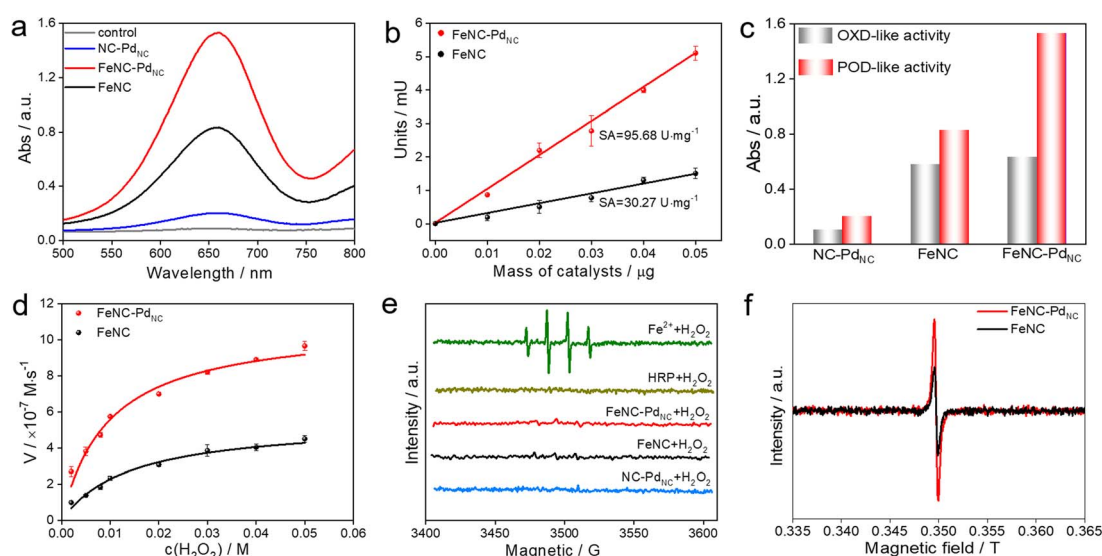 a
Abs / a.u.
1.6
1.2
0.8
0.4
0.0
control
NC-Pd_NC
FeNC-Pd_NC
FeNC
500 550 600 650 700 750 800
Wavelength / nm
b
Units / mU
6
5
4
3
2
1
0
FeNC-Pd_NC
FeNC
SA=95.68 U·mg⁻¹
SA=30.27 U·mg⁻¹
0.00 0.01 0.02 0.03 0.04 0.05
Mass of catalysts / μg
c
Abs / a.u.
1.6
1.2
0.8
0.4
0.0
OXD-like activity
POD-like activity
NC-Pd_NC FeNC FeNC-Pd_NC
d
V / ×10⁻⁷ M·s⁻¹
12
10
8
6
4
2
0
FeNC-Pd_NC
FeNC
0.00 0.01 0.02 0.03 0.04 0.05 0.06
c(H₂O₂) / M
e
Intensity / a.u.
Fe²⁺+H₂O₂
HRP+H₂O₂
FeNC-Pd_NC+H₂O₂
FeNC+H₂O₂
NC-Pd_NC+H₂O₂
3400 3450 3500 3550 3600
Magnetic / G
f
Intensity / a.u.
FeNC-Pd_NC
FeNC
0.335 0.340 0.345 0.350 0.355 0.360 0.365
Magnetic field / T